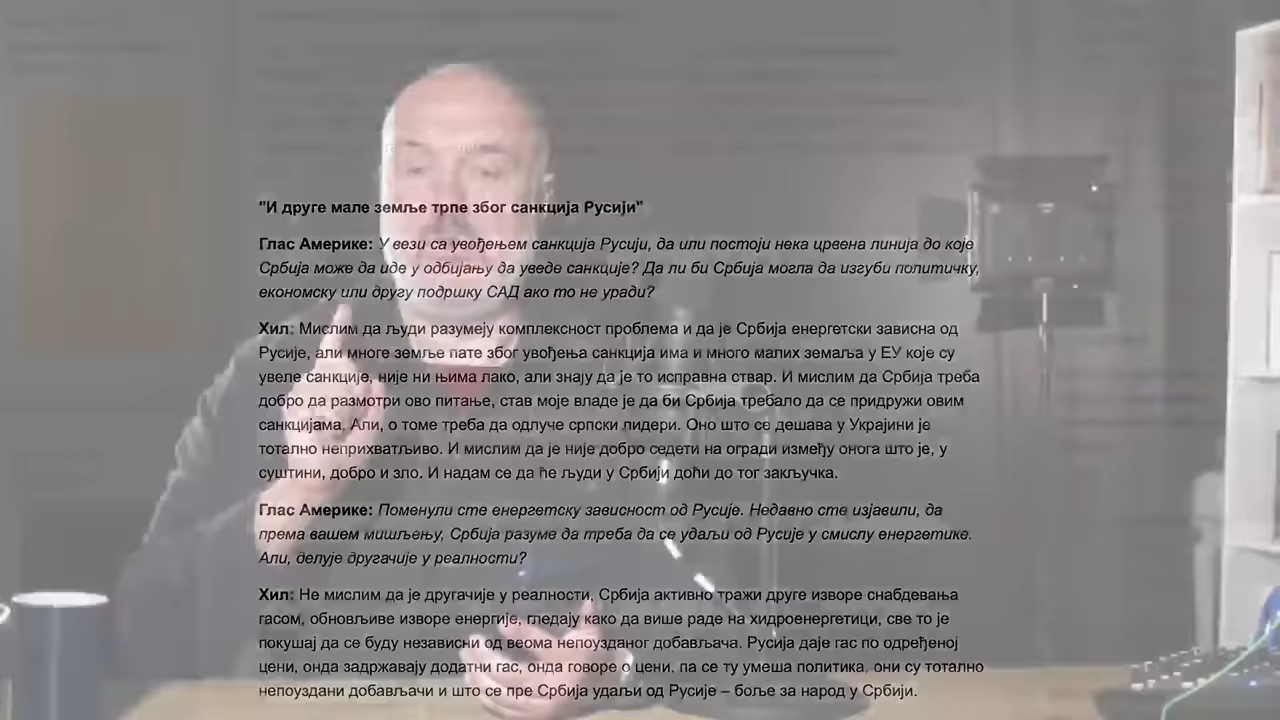 "И друге мале земље трпе због санкција Русији"
Глас Америке: У вези са увођењем санкција Русији, да или постоји нека црвена линија до које
Србија може да иде у одбијању да уведе санкције? Да ли би Србија могла да изгуби политичку,
економску или другу подршку САД ако то не уради?
Хил: Мислим да људи разумеју комплексност проблема и да је Србија енергетски зависна од
Русије, али многе земље пате због увођења санкција има и много малих земаља у ЕУ које су
увеле санкције, није ни њима лако, али знају да је то исправна ствар. И мислим да Србија треба
добро да размотри ово питање, став моје владе је да би Србија требало да се придружи овим
санкцијама. Али, о томе треба да одлуче српски лидери. Оно што се дешава у Украјини је
тотално неприхватљиво. И мислим да је није добро седети на огради између онога што је, у
суштини, добро и зло. И надам се да ће људи у Србији доћи до тог закључка.
Глас Америке: Поменули сте енергетску зависност од Русије. Недавно сте изјавили, да
према вашем мишљењу, Србија разуме да треба да се удаљи од Русије у смислу енергетике.
Али, делује другачије у реалности?
Хил: Не мислим да је другачије у реалности, Србија активно тражи друге изворе снабдевања
гасом, обновљиве изворе енергије, гледају како да више раде на хидроенергетици, све то је
покушај да се буду независни од веома непоузданог добављача. Русија даје гас по одређеној
цени, онда задржавају додатни гас, онда говоре о цени, па се ту умеша политика, они су тотално
непоуздани добављачи и што се пре Србија удаљи од Русије – боље за народ у Србији.